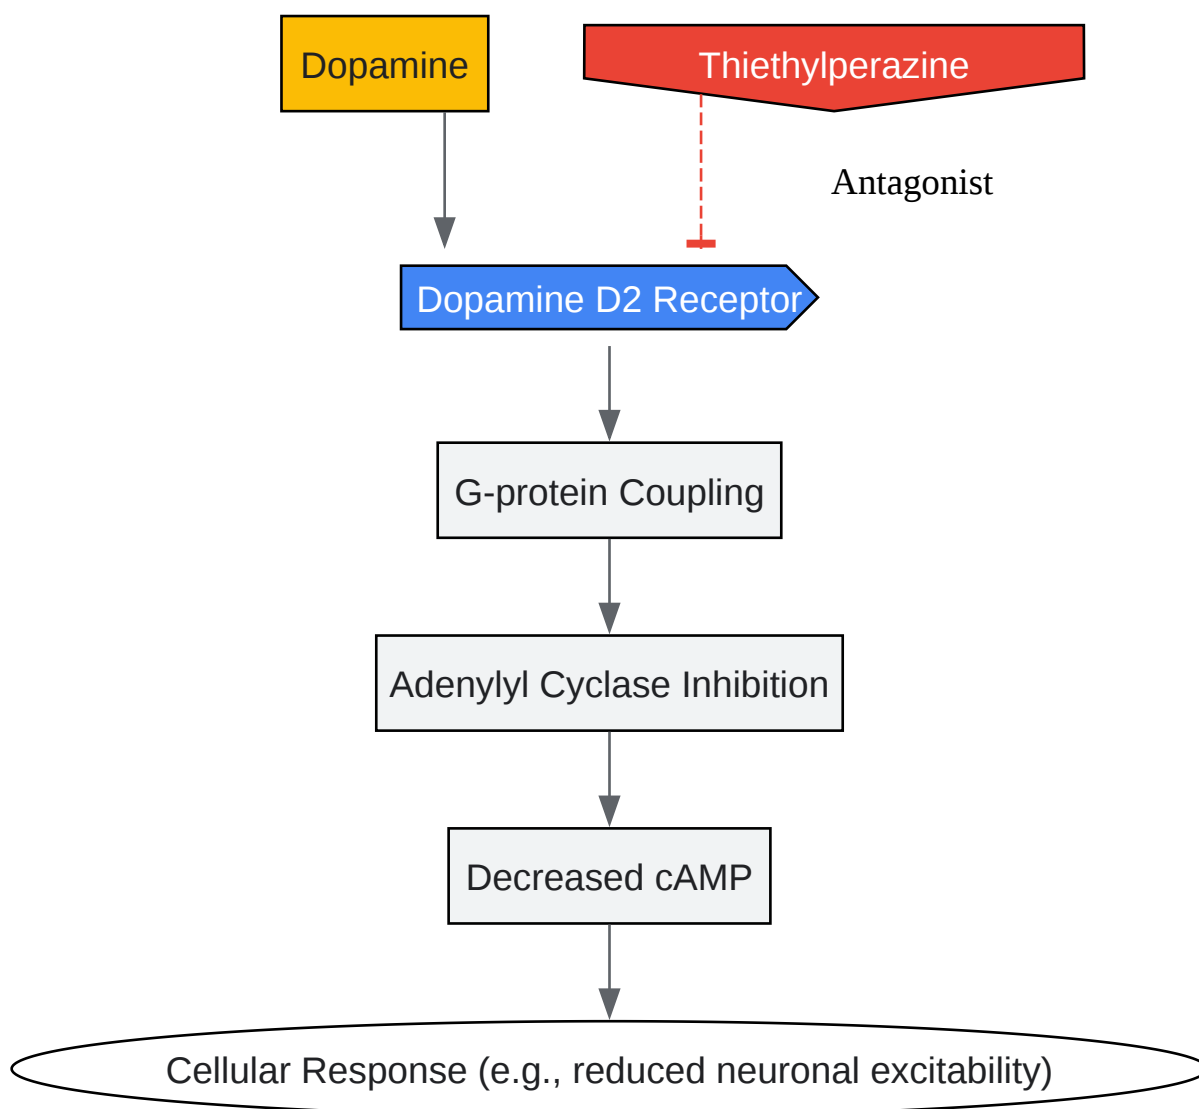 Dopamine
Thiethylperazine
Antagonist
Dopamine D2 Receptor
G-protein Coupling
Adenylyl Cyclase Inhibition
Decreased cAMP
Cellular Response (e.g., reduced neuronal excitability)